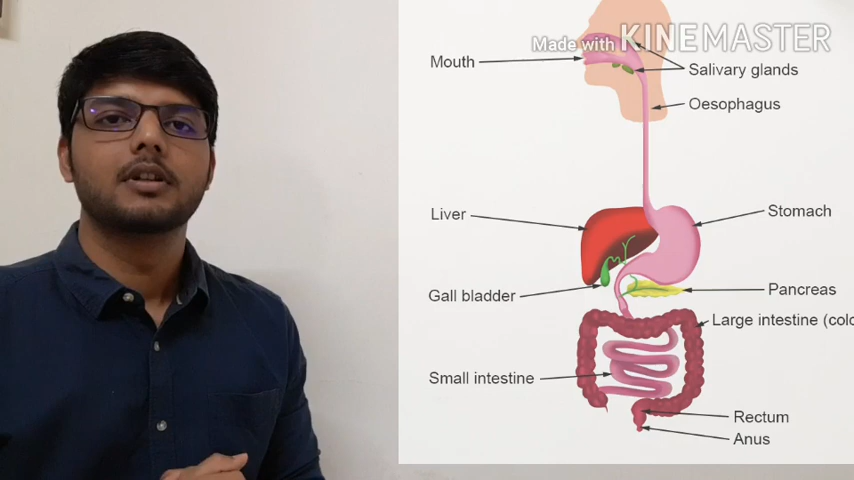 Made with KINEMASTER
Mouth
Salivary glands
Oesophagus
Liver
Stomach
Gall bladder
Pancreas
Large intestine (colo
Small intestine
Rectum
Anus